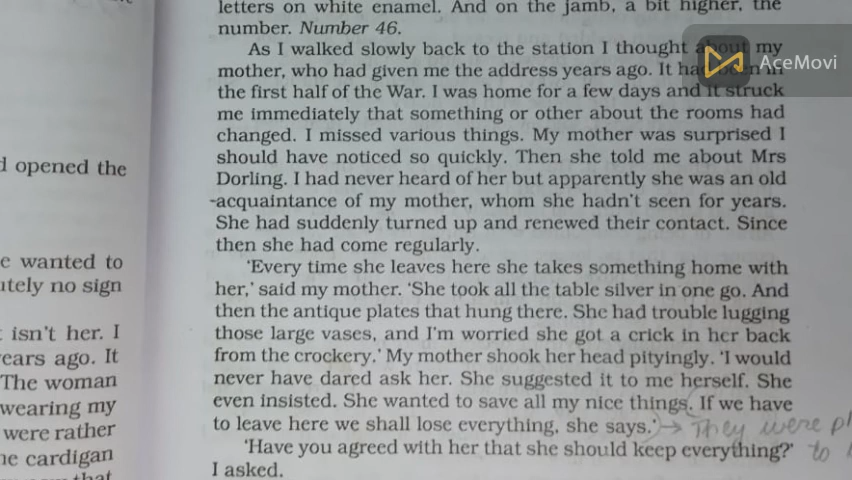 letters on white enamel. And on the jamb, a bit higher, the
number. Number 46.
As I walked slowly back to the station I thought about my
mother, who had given me the address years ago. It had been in
the first half of the War. I was home for a few days and it struck
me immediately that something or other about the rooms had
changed. I missed various things. My mother was surprised I
should have noticed so quickly. Then she told me about Mrs
Dorling. I had never heard of her but apparently she was an old
acquaintance of my mother, whom she hadn't seen for years.
She had suddenly turned up and renewed their contact. Since
then she had come regularly.
'Every time she leaves here she takes something home with
her,' said my mother. 'She took all the table silver in one go. And
then the antique plates that hung there. She had trouble lugging
those large vases, and I'm worried she got a crick in her back
from the crockery.' My mother shook her head pityingly. 'I would
never have dared ask her. She suggested it to me herself. She
even insisted. She wanted to save all my nice things. If we have
to leave here we shall lose everything, she says.' → They were
'Have you agreed with her that she should keep everything?' to
I asked.
opened the
wanted to
no sign
isn't her. I
ago. It
The woman
wearing my
were rather
cardigan
that
AceMovi